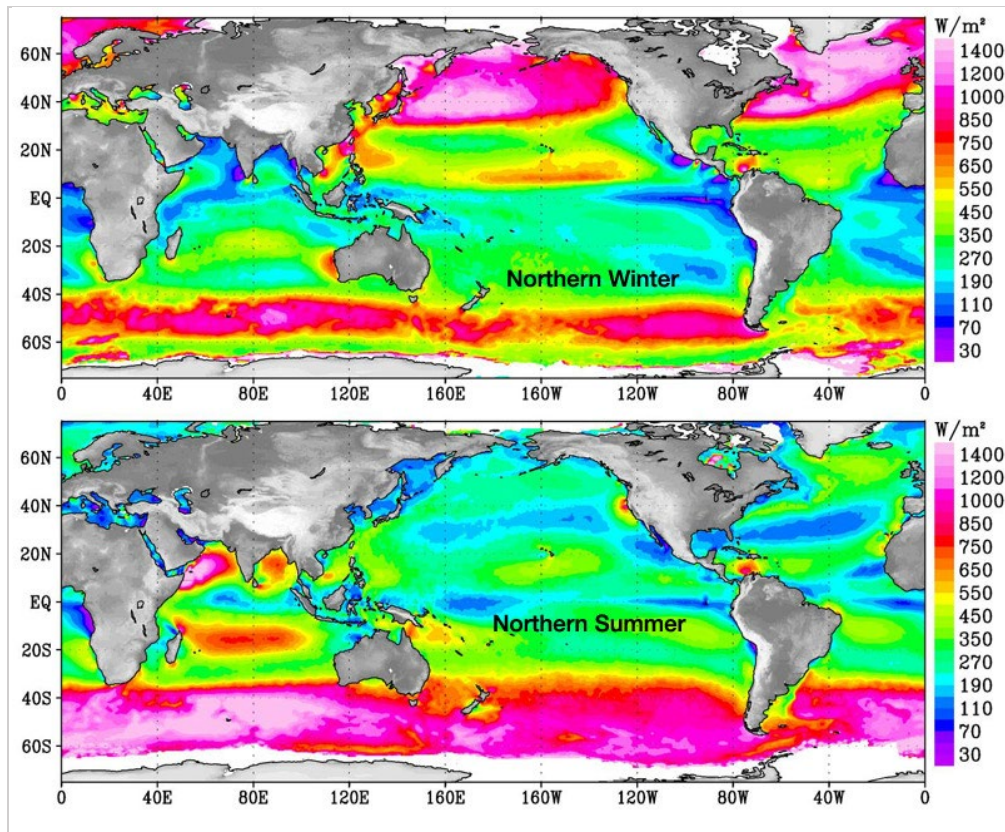 W/m²
1400
1200
1000
850
750
650
550
450
350
270
190
110
70
30
60N
40N
20N
EQ
20S
40S
60S
Northern Winter
0 40E 80E 120E 160E 160W 120W 80W 40W 0
W/m²
1400
1200
1000
850
750
650
550
450
350
270
190
110
70
30
60N
40N
20N
EQ
20S
40S
60S
Northern Summer
0 40E 80E 120E 160E 160W 120W 80W 40W 0